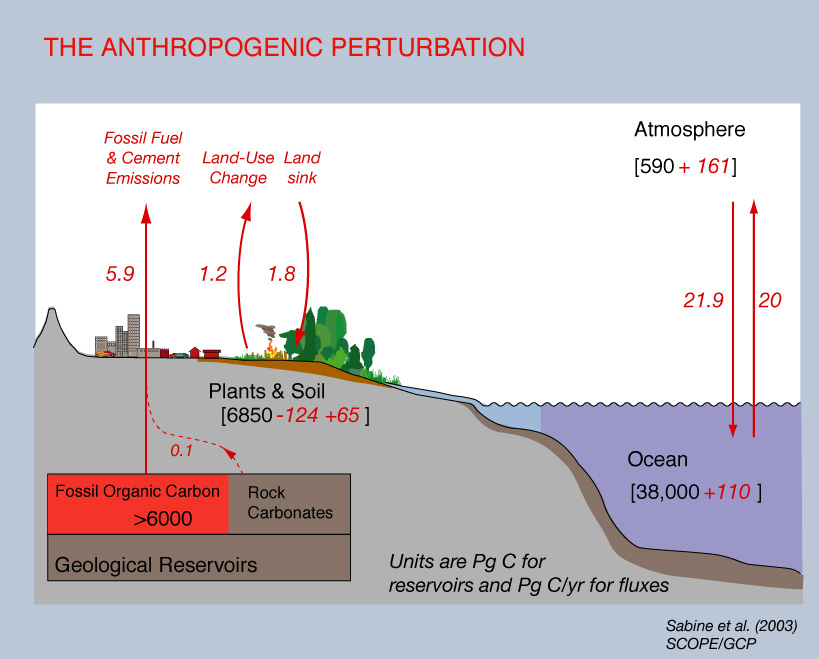 THE ANTHROPOGENIC PERTURBATION
Fossil Fuel
& Cement
Emissions
Land-Use
Change
Land
sink
Atmosphere
[590 + 161]
5.9
1.2
1.8
21.9
20
Plants & Soil
[6850 -124 +65 ]
0.1
Ocean
[38,000 +110 ]
Fossil Organic Carbon
>6000
Rock
Carbonates
Geological Reservoirs
Units are Pg C for
reservoirs and Pg C/yr for fluxes
Sabine et al. (2003)
SCOPE/GCP